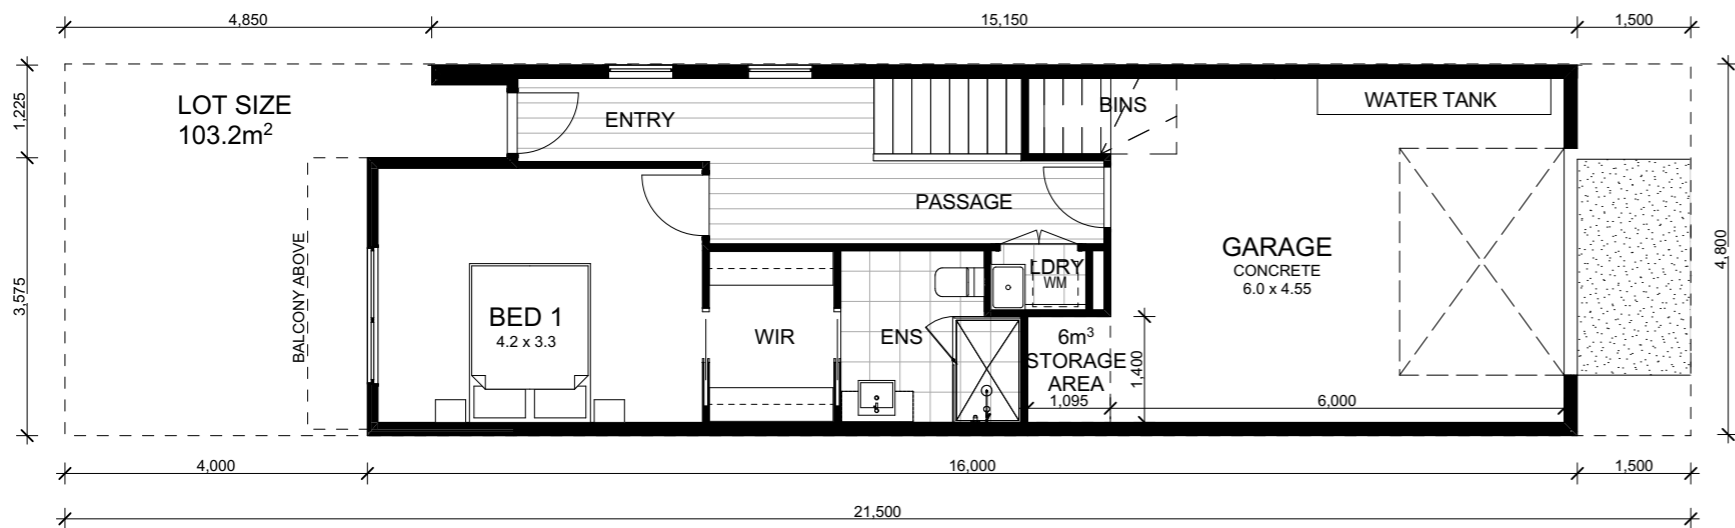 4,850
15,150
1,500
1,225
LOT SIZE
103.2m²
ENTRY
BINS
WATER TANK
PASSAGE
3,575
BALCONY ABOVE
BED 1
4.2 x 3.3
WIR
ENS
LDRY
WM
6m³
STORAGE
AREA
1,095
1,400
GARAGE
CONCRETE
6.0 x 4.55
6,000
4,800
4,000
16,000
1,500
21,500